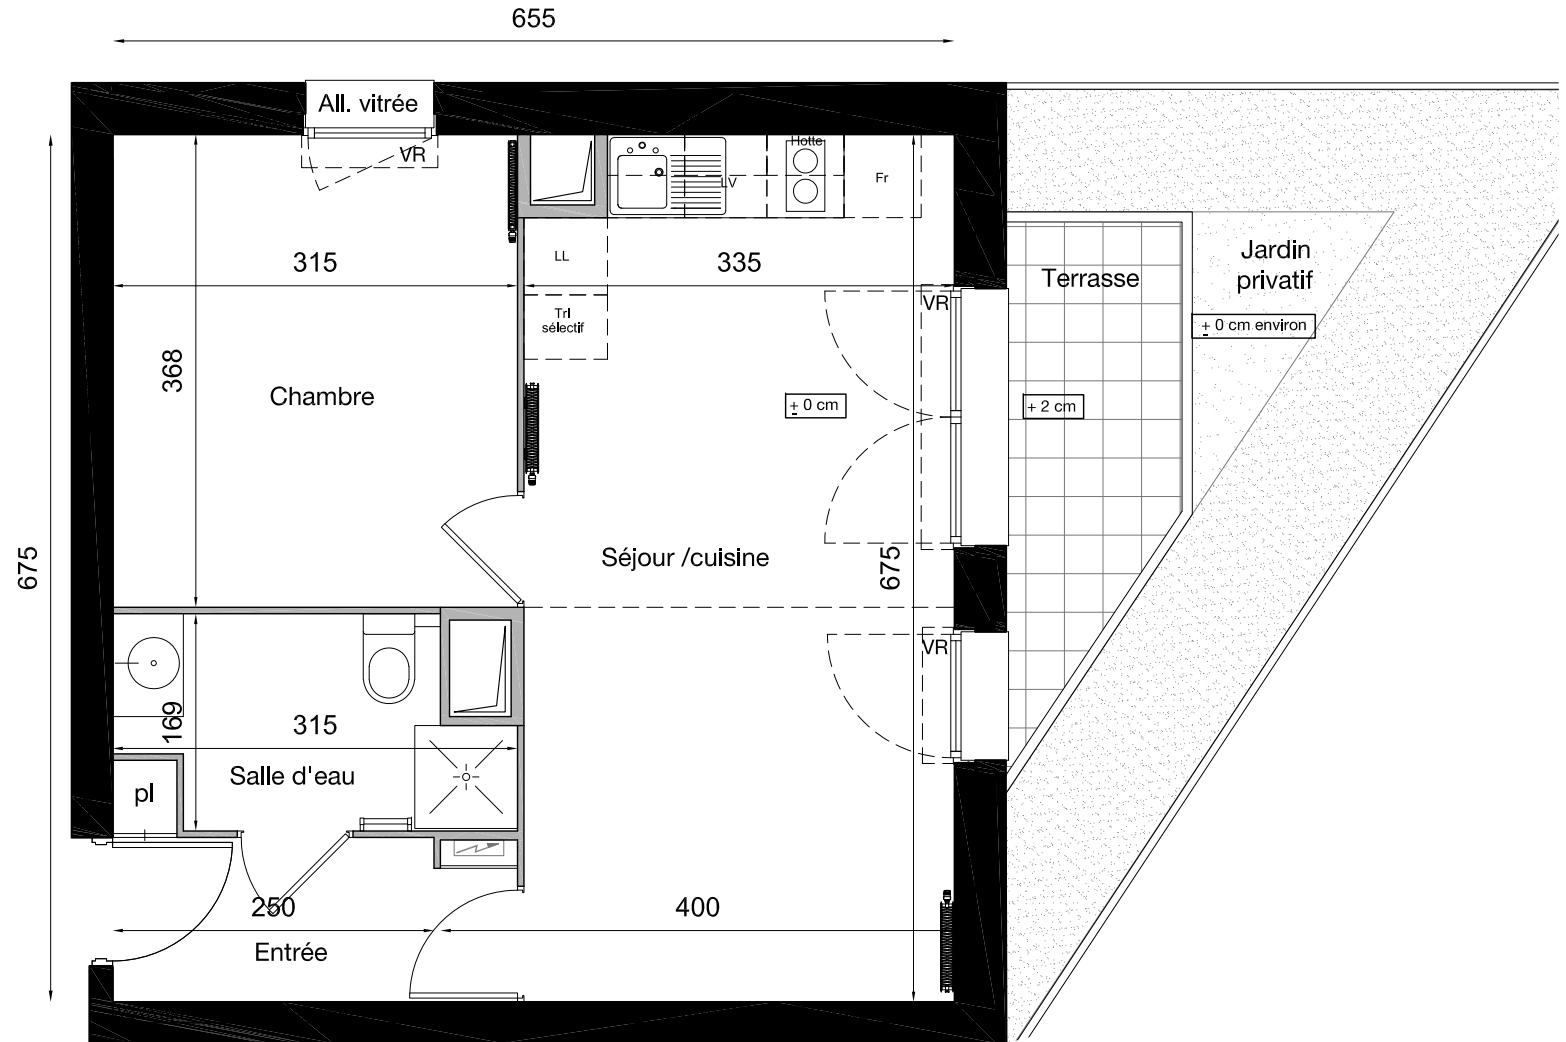 655
All. vitrée
VR
Hotte
LV
Fr
315
LL
335
Jardin
privatif
Terrasse
VR
Tri
sélectif
+ 0 cm environ
368
Chambre
± 0 cm
+ 2 cm
675
Séjour /cuisine
675
VR
169
315
Salle d'eau
pl
250
400
Entrée